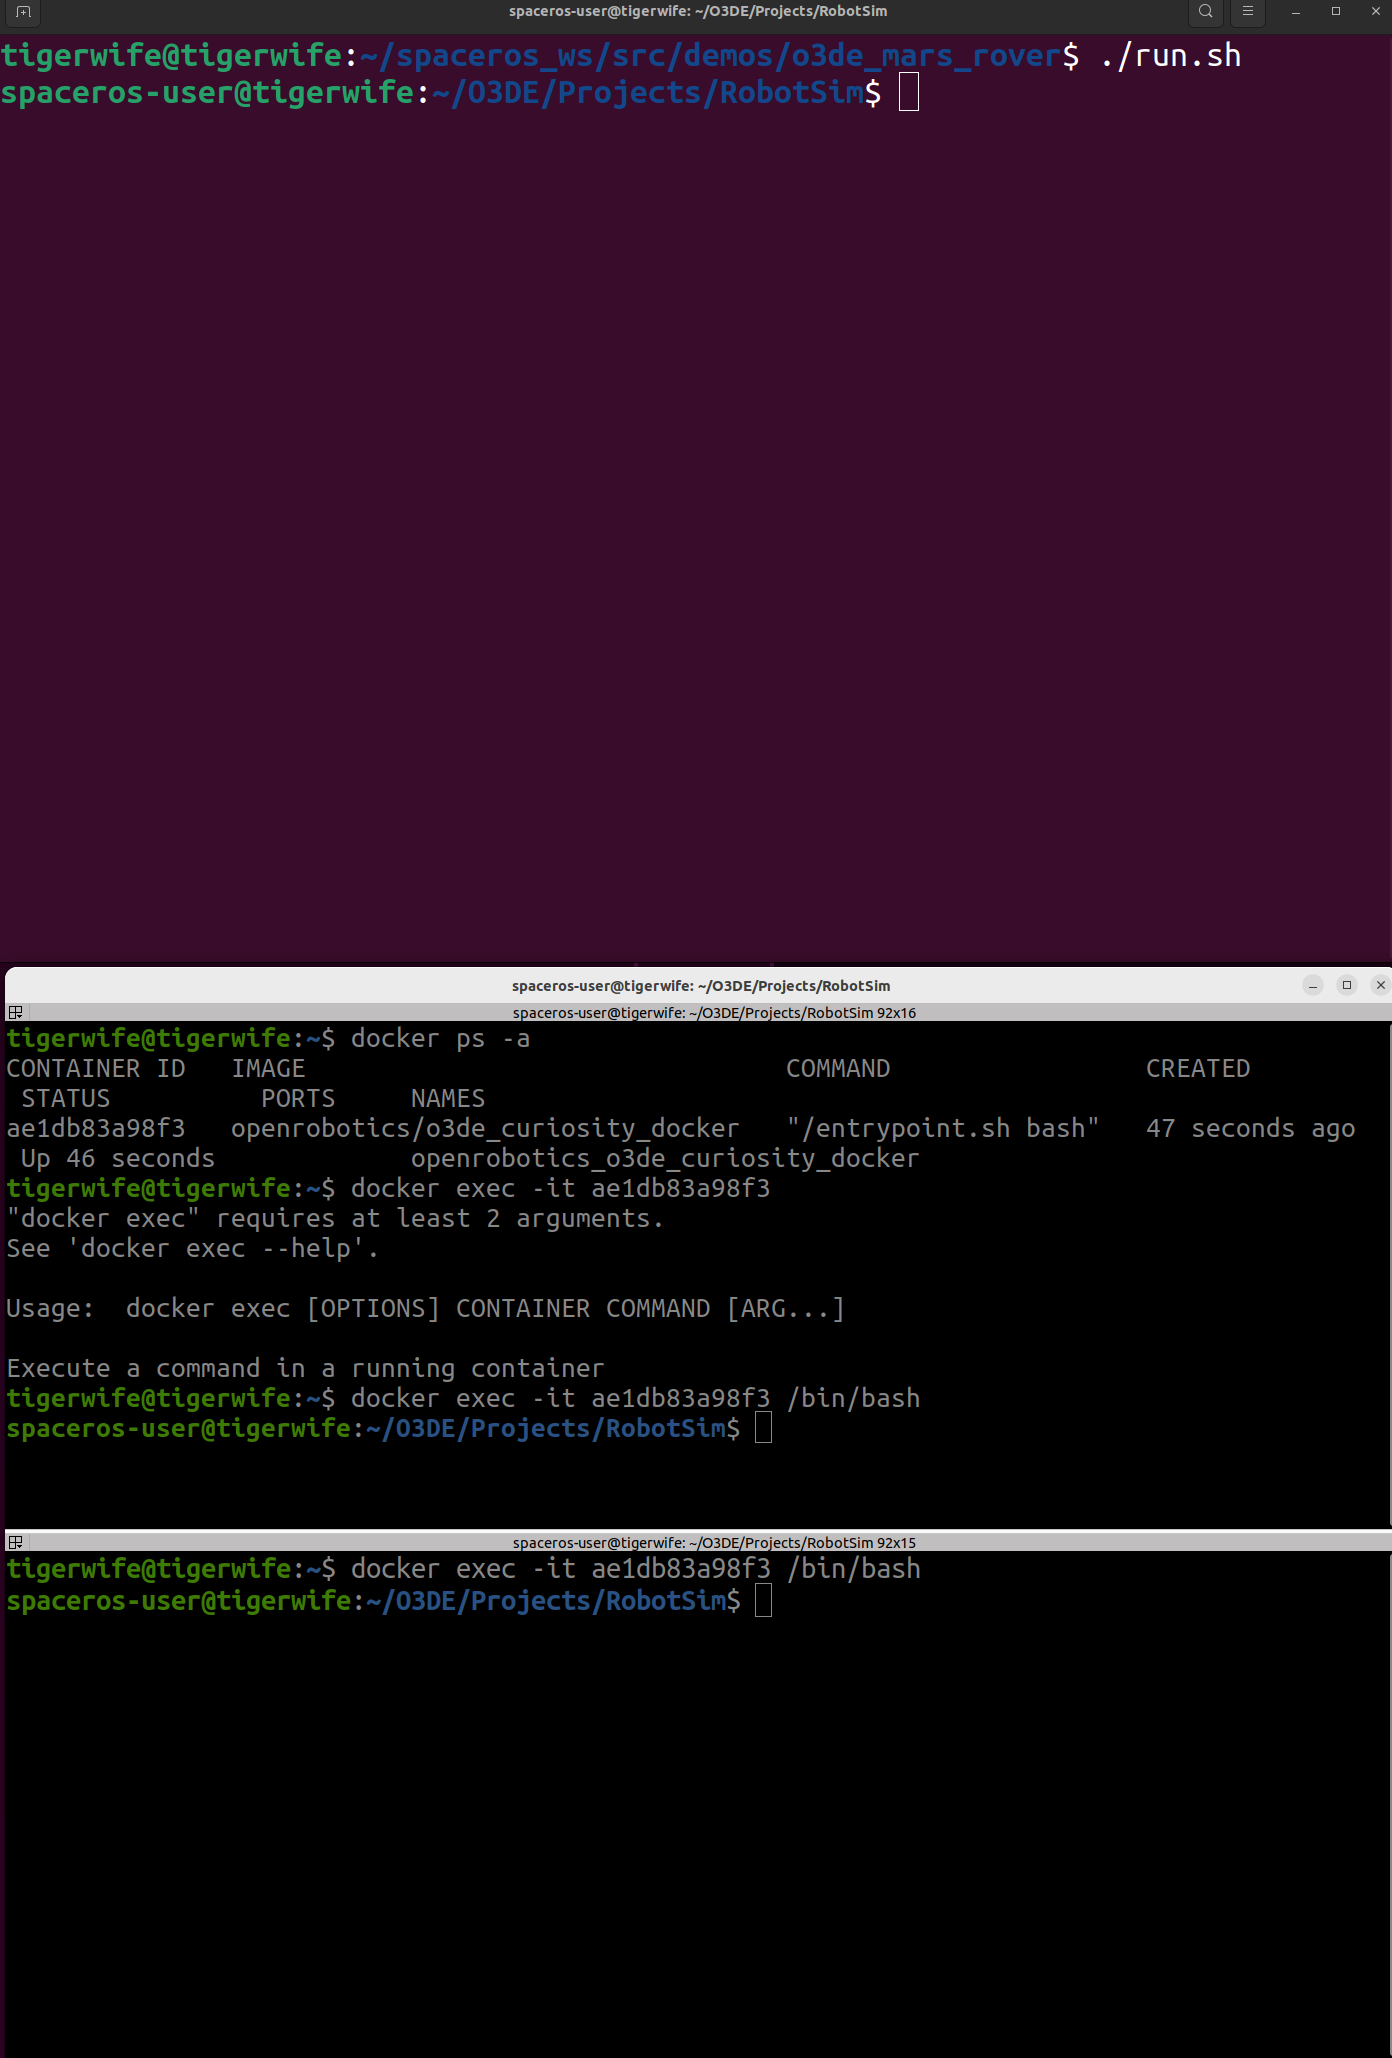 spaceros-user@tigerwife: ~/O3DE/Projects/RobotSim
tigerwife@tigerwife:~/spaceros_ws/src/demos/o3de_mars_rover$ ./run.sh
spaceros-user@tigerwife:~/O3DE/Projects/RobotSim$
spaceros-user@tigerwife: ~/O3DE/Projects/RobotSim
spaceros-user@tigerwife: ~/O3DE/Projects/RobotSim 92x16
tigerwife@tigerwife:~$ docker ps -a
CONTAINER ID   IMAGE                                COMMAND                 CREATED
 STATUS          PORTS     NAMES
ae1db83a98f3   openrobotics/o3de_curiosity_docker   "/entrypoint.sh bash"   47 seconds ago
 Up 46 seconds             openrobotics_o3de_curiosity_docker
tigerwife@tigerwife:~$ docker exec -it ae1db83a98f3
"docker exec" requires at least 2 arguments.
See 'docker exec --help'.
Usage:  docker exec [OPTIONS] CONTAINER COMMAND [ARG...]
Execute a command in a running container
tigerwife@tigerwife:~$ docker exec -it ae1db83a98f3 /bin/bash
spaceros-user@tigerwife:~/O3DE/Projects/RobotSim$
spaceros-user@tigerwife: ~/O3DE/Projects/RobotSim 92x15
tigerwife@tigerwife:~$ docker exec -it ae1db83a98f3 /bin/bash
spaceros-user@tigerwife:~/O3DE/Projects/RobotSim$